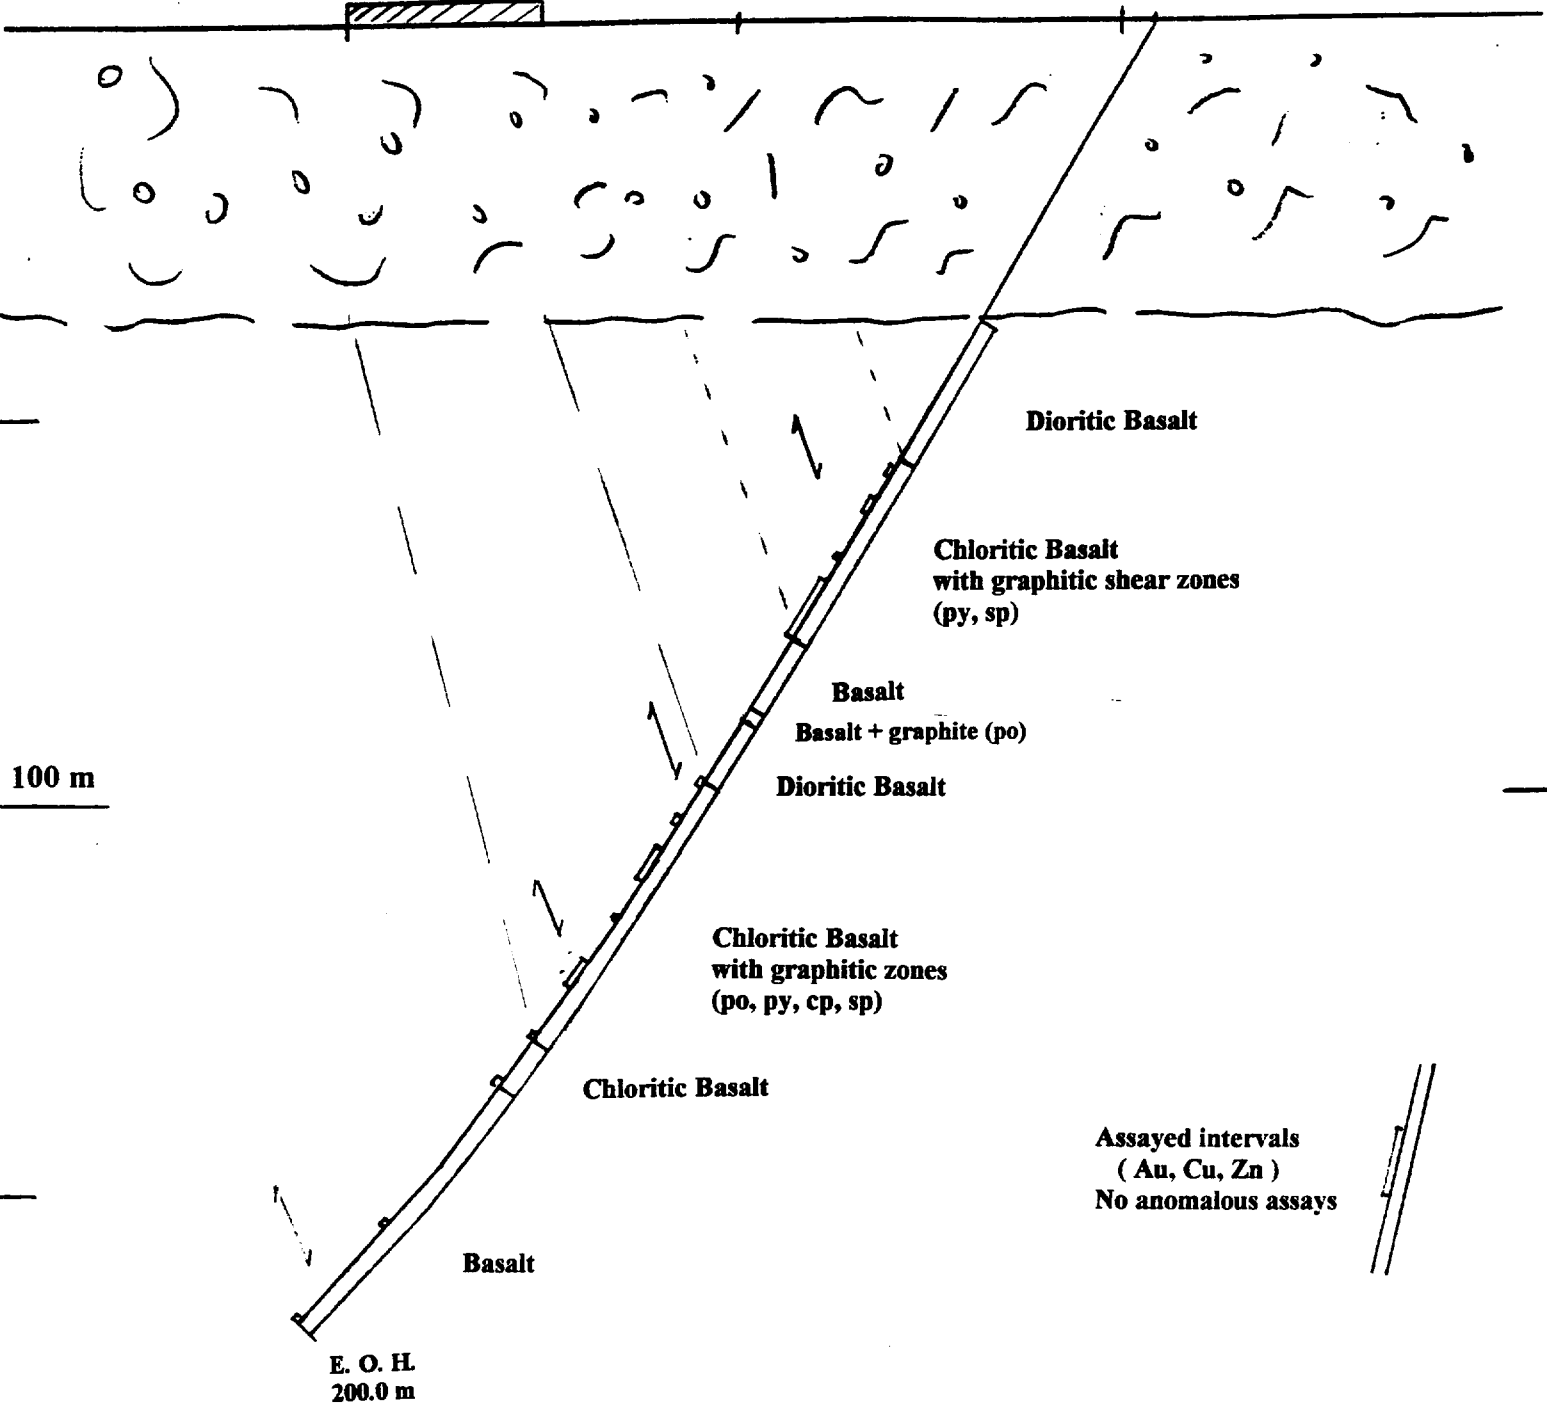 Dioritic Basalt
Chloritic Basalt
with graphitic shear zones
(py, sp)
Basalt
Basalt + graphite (po)
100 m
Dioritic Basalt
Chloritic Basalt
with graphitic zones
(po, py, cp, sp)
Chloritic Basalt
Assayed intervals
( Au, Cu, Zn )
No anomalous assays
Basalt
E. O. H.
200.0 m